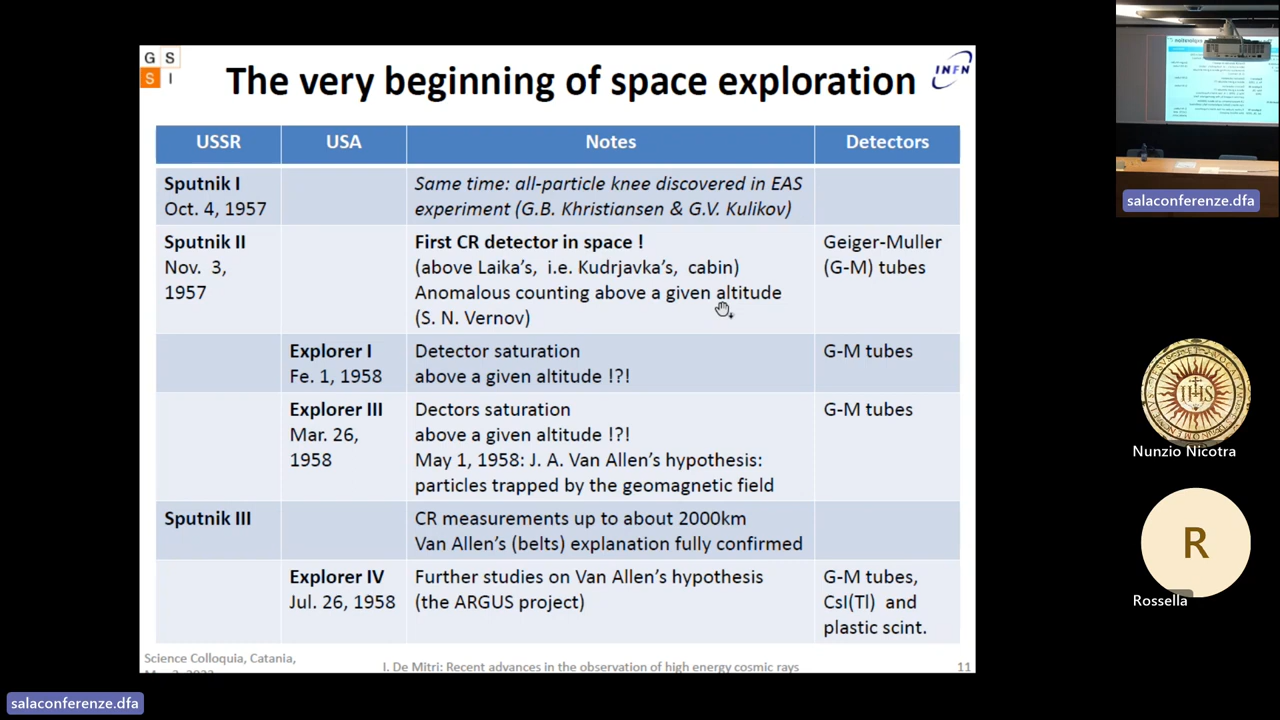 G S
S I
The very beginning of space exploration
INFN
USSR USA Notes Detectors
Sputnik I
Oct. 4, 1957
Same time: all-particle knee discovered in EAS
experiment (G.B. Khristiansen & G.V. Kulikov)
Sputnik II
Nov. 3,
1957
First CR detector in space !
(above Laika’s, i.e. Kudrjavka’s, cabin)
Anomalous counting above a given altitude
(S. N. Vernov)
Geiger-Muller
(G-M) tubes
Explorer I
Fe. 1, 1958
Detector saturation
above a given altitude !?!
G-M tubes
Explorer III
Mar. 26,
1958
Dectors saturation
above a given altitude !?!
May 1, 1958: J. A. Van Allen’s hypothesis:
particles trapped by the geomagnetic field
G-M tubes
Sputnik III
CR measurements up to about 2000km
Van Allen’s (belts) explanation fully confirmed
Explorer IV
Jul. 26, 1958
Further studies on Van Allen’s hypothesis
(the ARGUS project)
G-M tubes,
CsI(Tl) and
plastic scint.
Science Colloquia, Catania,
I. De Mitri: Recent advances in the observation of high energy cosmic rays
11
salaconferenze.dfa
IHS
Nunzio Nicotra
R
Rossella
salaconferenze.dfa